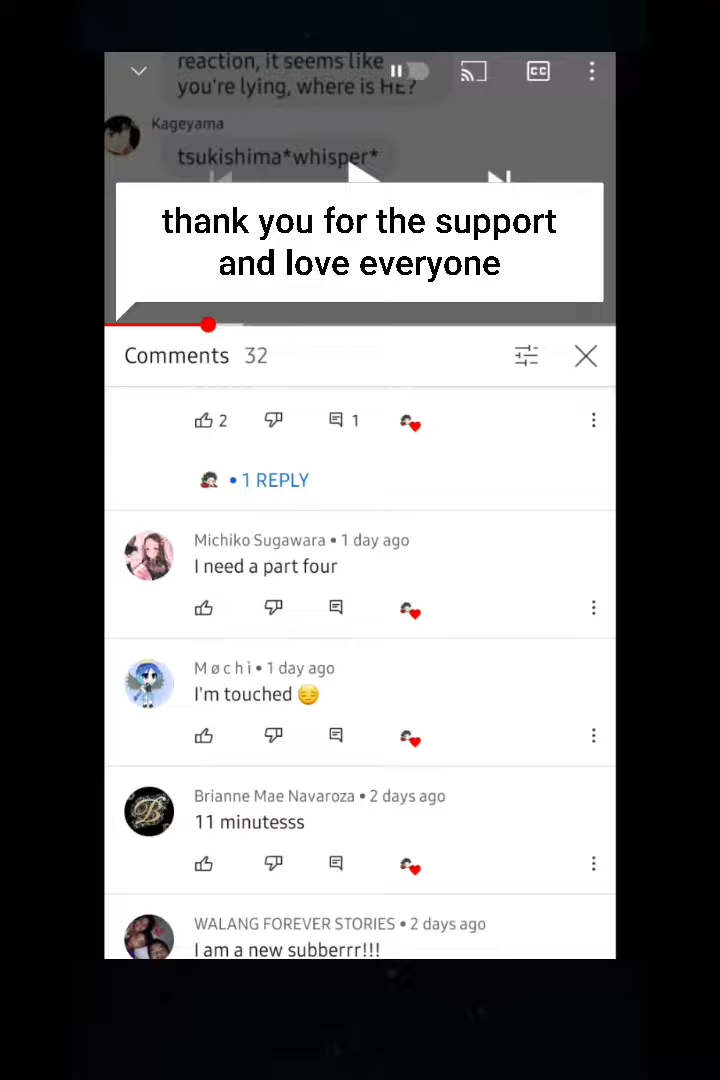 reaction, it seems like
you're lying, where is HE?
Kageyama
tsukishima*whisper*
CC
thank you for the support
and love everyone
Comments 32
2 1
• 1 REPLY
Michiko Sugawara • 1 day ago
I need a part four
M ø c h ì • 1 day ago
I'm touched 😔
Brianne Mae Navaroza • 2 days ago
11 minutesss
B
WALANG FOREVER STORIES • 2 days ago
I am a new subberrr!!!